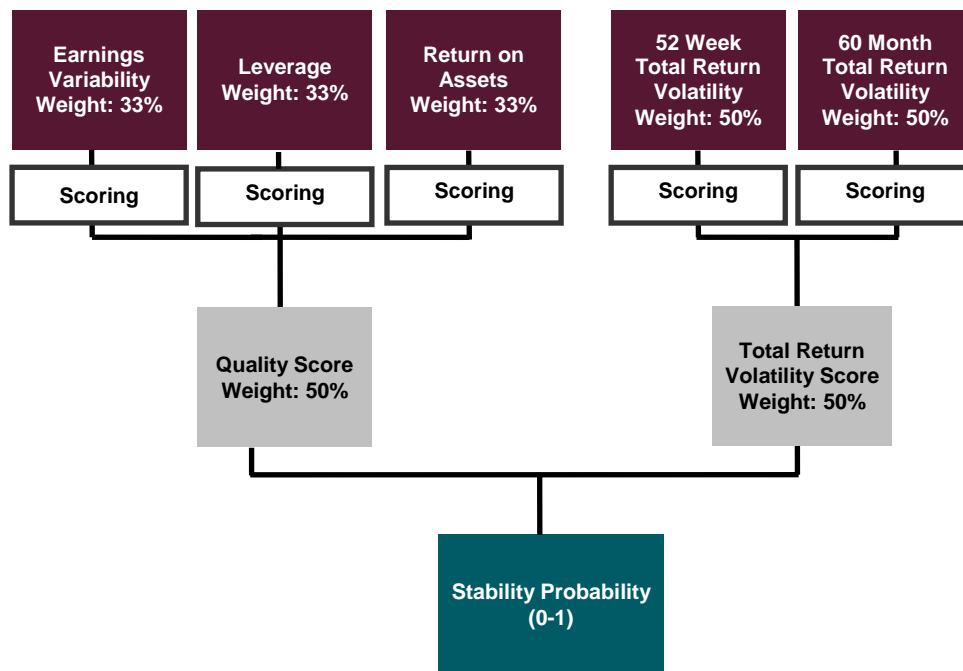 Earnings
Variability
Weight: 33%
Leverage
Weight: 33%
Return on
Assets
Weight: 33%
52 Week
Total Return
Volatility
Weight: 50%
60 Month
Total Return
Volatility
Weight: 50%
Scoring
Scoring
Scoring
Scoring
Scoring
Quality Score
Weight: 50%
Total Return
Volatility Score
Weight: 50%
Stability Probability
(0-1)